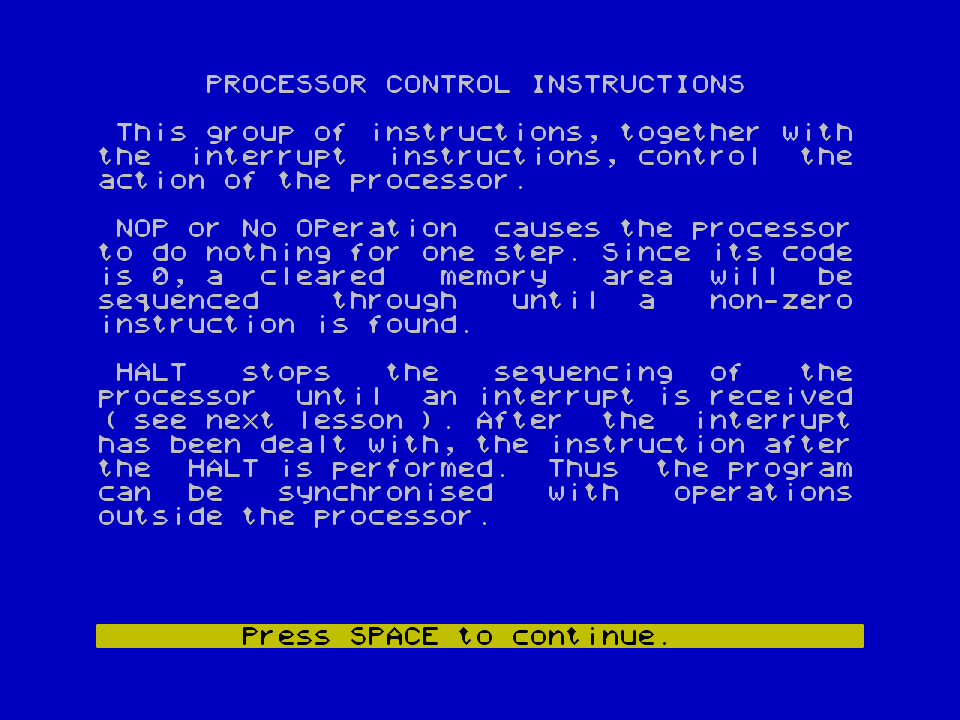 PROCESSOR CONTROL INSTRUCTIONS
This group of instructions, together with
the interrupt instructions, control the
action of the processor.
NOP or No OPeration causes the processor
to do nothing for one step. Since its code
is 0, a cleared memory area will be
sequenced through until a non-zero
instruction is found.
HALT stops the sequencing of the
processor until an interrupt is received
( see next lesson ). After the interrupt
has been dealt with, the instruction after
the HALT is performed. Thus the program
can be synchronised with operations
outside the processor.
Press SPACE to continue.